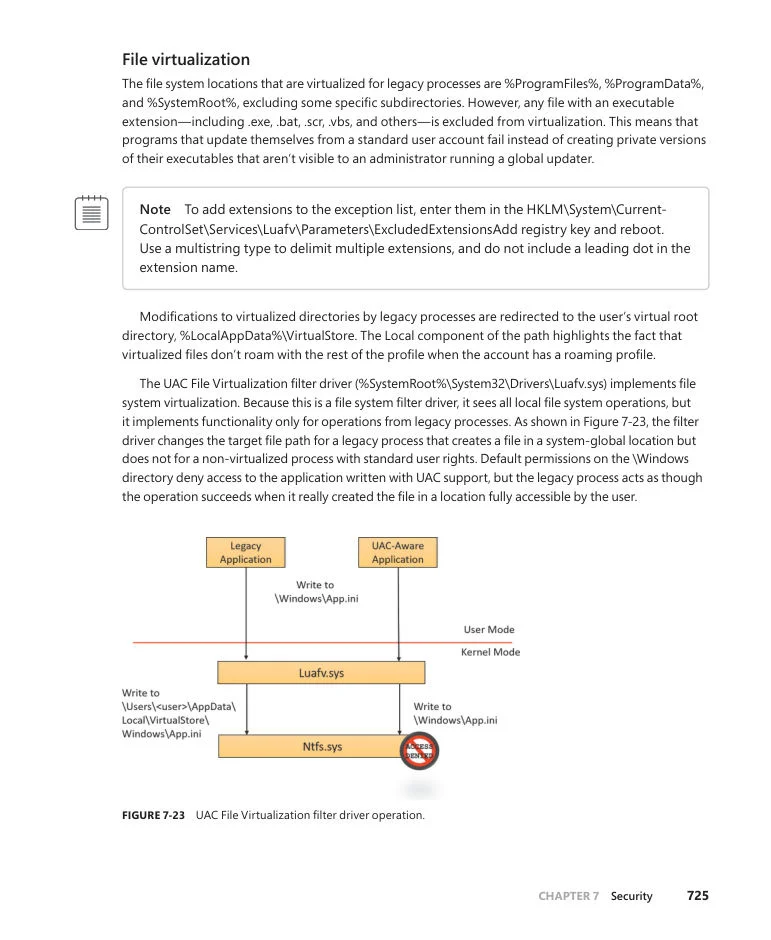 File virtualization
The file system locations that are virtualized for legacy processes are %ProgramFiles%, %ProgramData%,
and %SystemRoot%, excluding some specific subdirectories. However, any file with an executable
extension—including .exe, .bat, .scr, .vbs, and others—is excluded from virtualization. This means that
programs that update themselves from a standard user account fail instead of creating private versions
of their executables that aren’t visible to an administrator running a global updater.
Note To add extensions to the exception list, enter them in the HKLM\System\Current-
ControlSet\Services\Luafv\Parameters\ExcludedExtensionsAdd registry key and reboot.
Use a multistring type to delimit multiple extensions, and do not include a leading dot in the
extension name.
Modifications to virtualized directories by legacy processes are redirected to the user’s virtual root
directory, %LocalAppData%\VirtualStore. The Local component of the path highlights the fact that
virtualized files don’t roam with the rest of the profile when the account has a roaming profile.
The UAC File Virtualization filter driver (%SystemRoot%\System32\Drivers\Luafv.sys) implements file
system virtualization. Because this is a file system filter driver, it sees all local file system operations, but
it implements functionality only for operations from legacy processes. As shown in Figure 7-23, the filter
driver changes the target file path for a legacy process that creates a file in a system-global location but
does not for a non-virtualized process with standard user rights. Default permissions on the \Windows
directory deny access to the application written with UAC support, but the legacy process acts as though
the operation succeeds when it really created the file in a location fully accessible by the user.
Legacy
Application
UAC-Aware
Application
Write to
\Windows\App.ini
User Mode
Kernel Mode
Luafv.sys
Write to
\Users\<user>\AppData\
Local\VirtualStore\
Windows\App.ini
Write to
\Windows\App.ini
Ntfs.sys
ACCESS
DENIED
FIGURE 7-23 UAC File Virtualization filter driver operation.
CHAPTER 7 Security 725